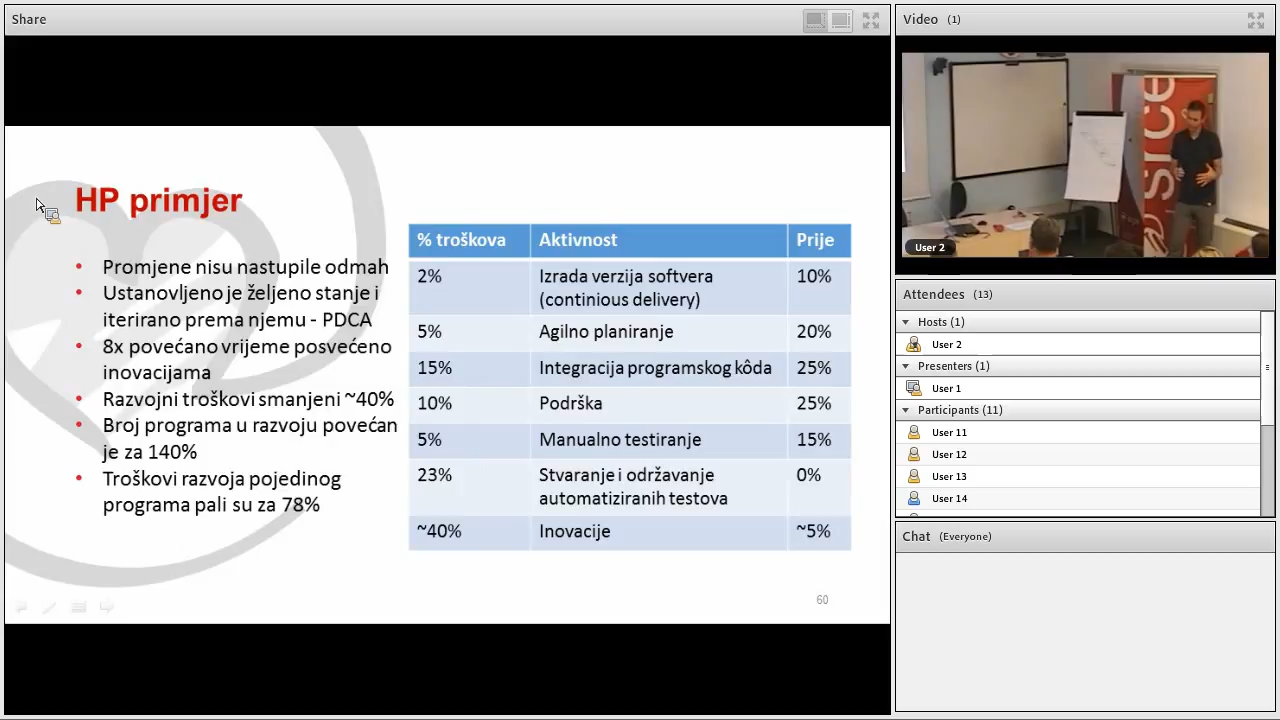 Share
Video (1)
srce
User 2
Attendees (13)
Hosts (1)
User 2
Presenters (1)
User 1
Participants (11)
User 11
User 12
User 13
User 14
Chat (Everyone)
HP primjer
Promjene nisu nastupile odmah
Ustanovljeno je željeno stanje i
iterirano prema njemu - PDCA
8x povećano vrijeme posvećeno
inovacijama
Razvojni troškovi smanjeni ~40%
Broj programa u razvoju povećan
je za 140%
Troškovi razvoja pojedinog
programa pali su za 78%
% troškova Aktivnost Prije
2% Izrada verzija softvera 10%
(continious delivery)
5% Agilno planiranje 20%
15% Integracija programskog kôda 25%
10% Podrška 25%
5% Manualno testiranje 15%
23% Stvaranje i održavanje 0%
automatiziranih testova
~40% Inovacije ~5%
60